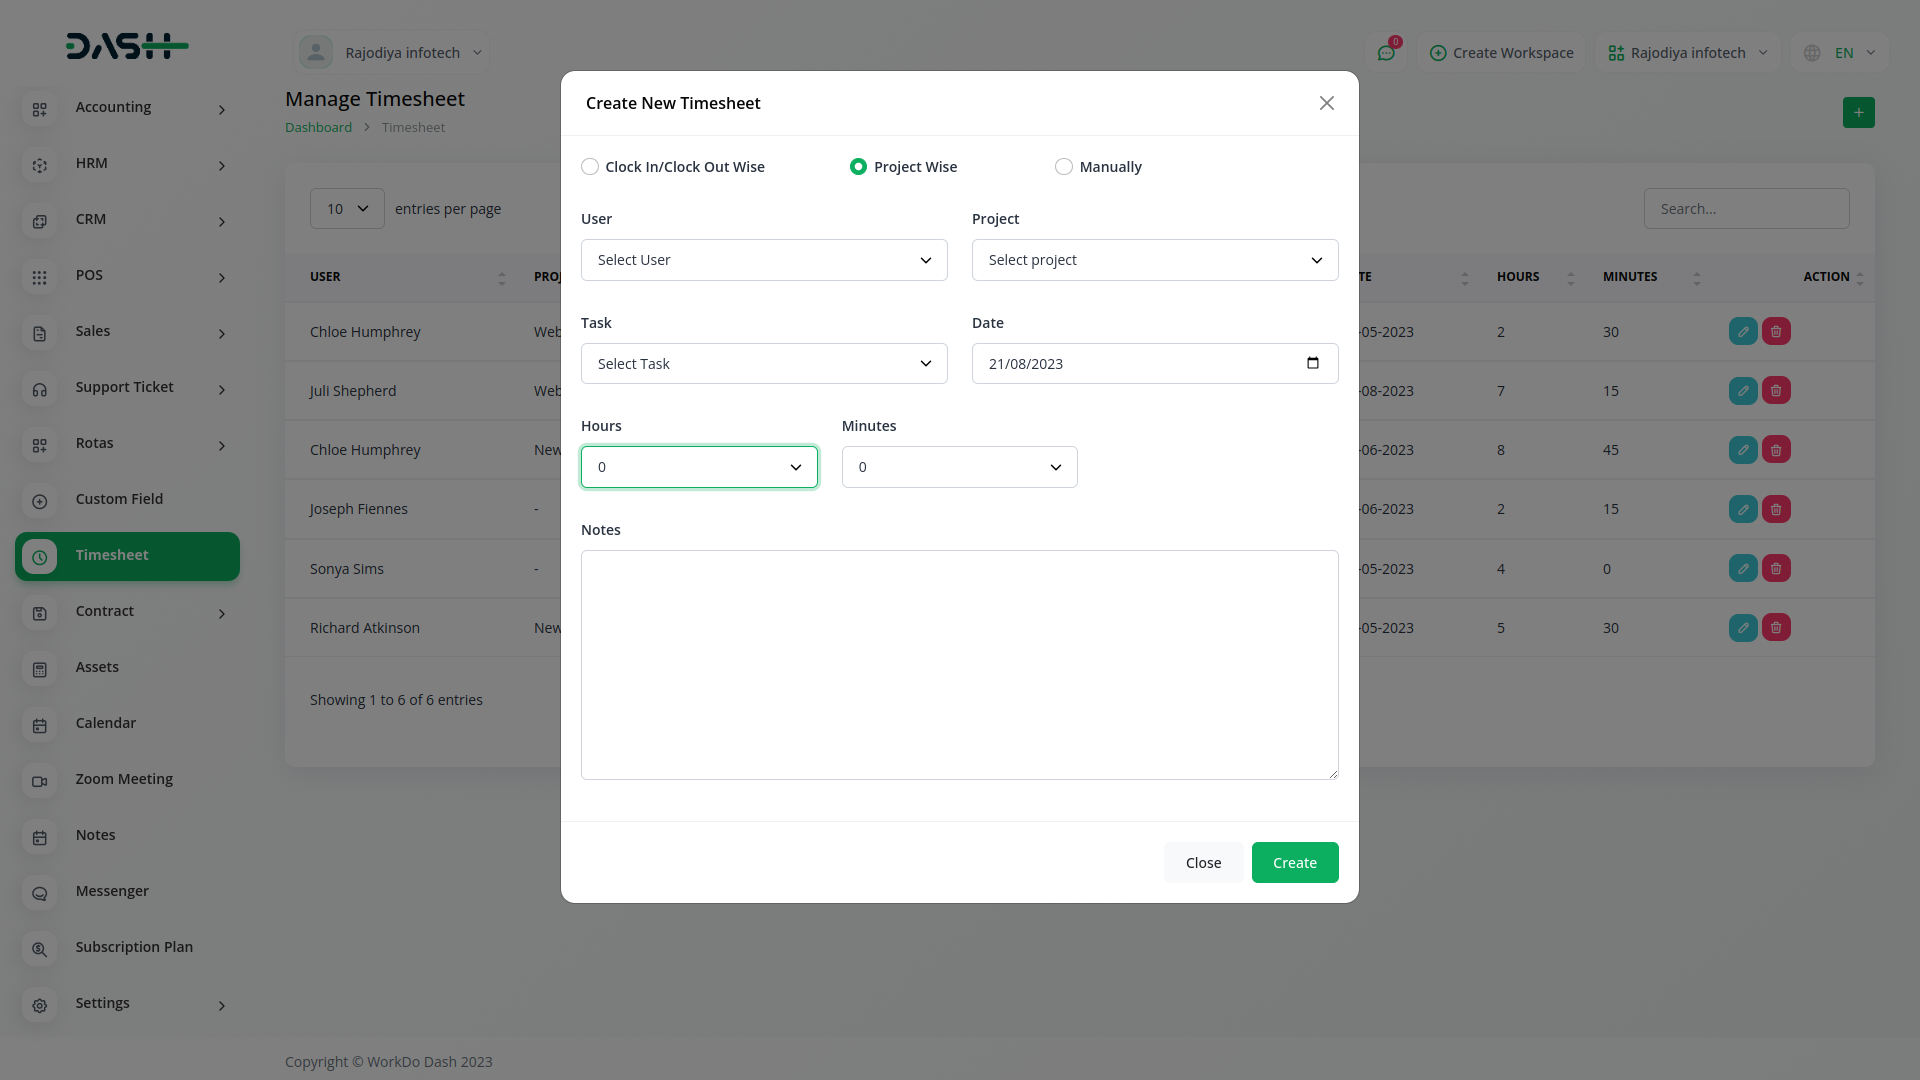 DASH
Rajodiya infotech
0
Create Workspace
Rajodiya infotech
EN
Accounting
HRM
CRM
POS
Sales
Support Ticket
Rotas
Custom Field
Timesheet
Contract
Assets
Calendar
Zoom Meeting
Notes
Messenger
Subscription Plan
Settings
Manage Timesheet
Dashboard > Timesheet
+
10 entries per page
Search...
USER PROJ TE HOURS MINUTES ACTION
Chloe Humphrey Web -05-2023 2 30
Juli Shepherd Web -08-2023 7 15
Chloe Humphrey New -06-2023 8 45
Joseph Fiennes - -06-2023 2 15
Sonya Sims - -05-2023 4 0
Richard Atkinson New -05-2023 5 30
Showing 1 to 6 of 6 entries
Create New Timesheet
Clock In/Clock Out Wise Project Wise Manually
User Project
Select User Select project
Task Date
Select Task 21/08/2023
Hours Minutes
0 0
Notes
Close Create
Copyright © WorkDo Dash 2023